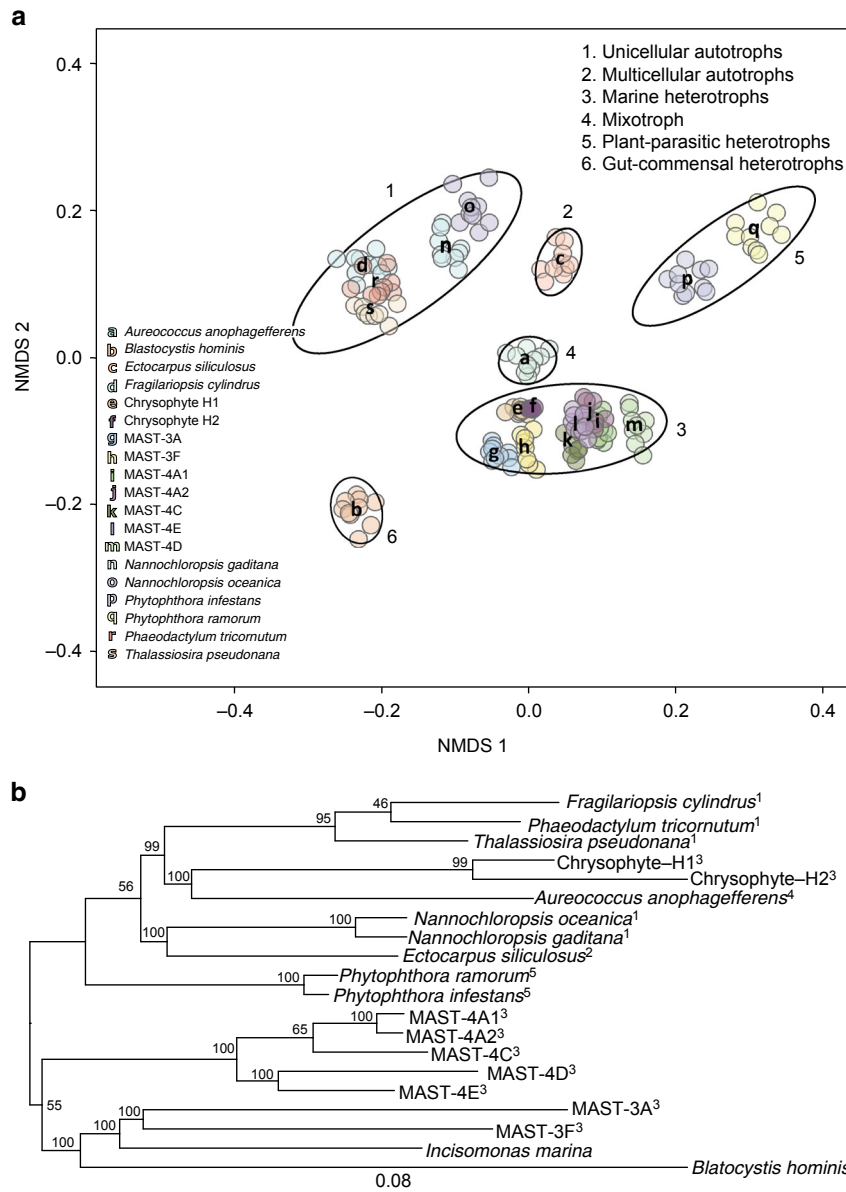 a
0.4
1. Unicellular autotrophs
2. Multicellular autotrophs
3. Marine heterotrophs
4. Mixotroph
5. Plant-parasitic heterotrophs
6. Gut-commensal heterotrophs
1
o
0.2
2
q
n
c
5
d
p
r
s
NMDS 2
0.0
a
4
a Aureococcus anophagefferens
b Blastocystis hominis
c Ectocarpus siliculosus
d Fragilariopsis cylindrus
e Chrysophyte H1
f Chrysophyte H2
g MAST-3A
h MAST-3F
i MAST-4A1
j MAST-4A2
k MAST-4C
l MAST-4E
m MAST-4D
n Nannochloropsis gaditana
o Nannochloropsis oceanica
p Phytophthora infestans
q Phytophthora ramorum
r Phaeodactylum tricornutum
s Thalassiosira pseudonana
e f j
l i m 3
k
h
g
–0.2
b
6
–0.4
–0.4 –0.2 0.0 0.2 0.4
NMDS 1
b
46 Fragilariopsis cylindrus1
95
Phaeodactylum tricornutum1
Thalassiosira pseudonana1
99
99 Chrysophyte–H13
Chrysophyte–H23
100
Aureococcus anophagefferens4
56
100 Nannochloropsis oceanica1
Nannochloropsis gaditana1
100
Ectocarpus siliculosus2
100 Phytophthora ramorum5
Phytophthora infestans5
100 MAST-4A13
65
MAST-4A23
MAST-4C3
100
MAST-4D3
100
MAST-4E3
55
100 MAST-3A3
100
MAST-3F3
100
Incisomonas marina
Blatocystis hominis
0.08